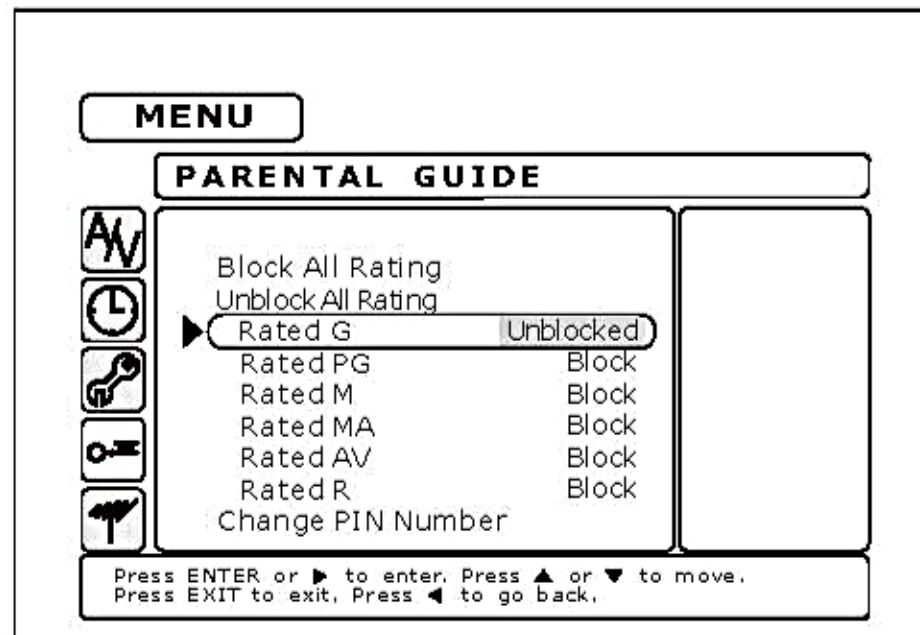 MENU
PARENTAL GUIDE
Block All Rating
Unblock All Rating
Rated G Unblocked
Rated PG Block
Rated M Block
Rated MA Block
Rated AV Block
Rated R Block
Change PIN Number
Press ENTER or ▶ to enter. Press ▲ or ▼ to move.
Press EXIT to exit. Press ◀ to go back.